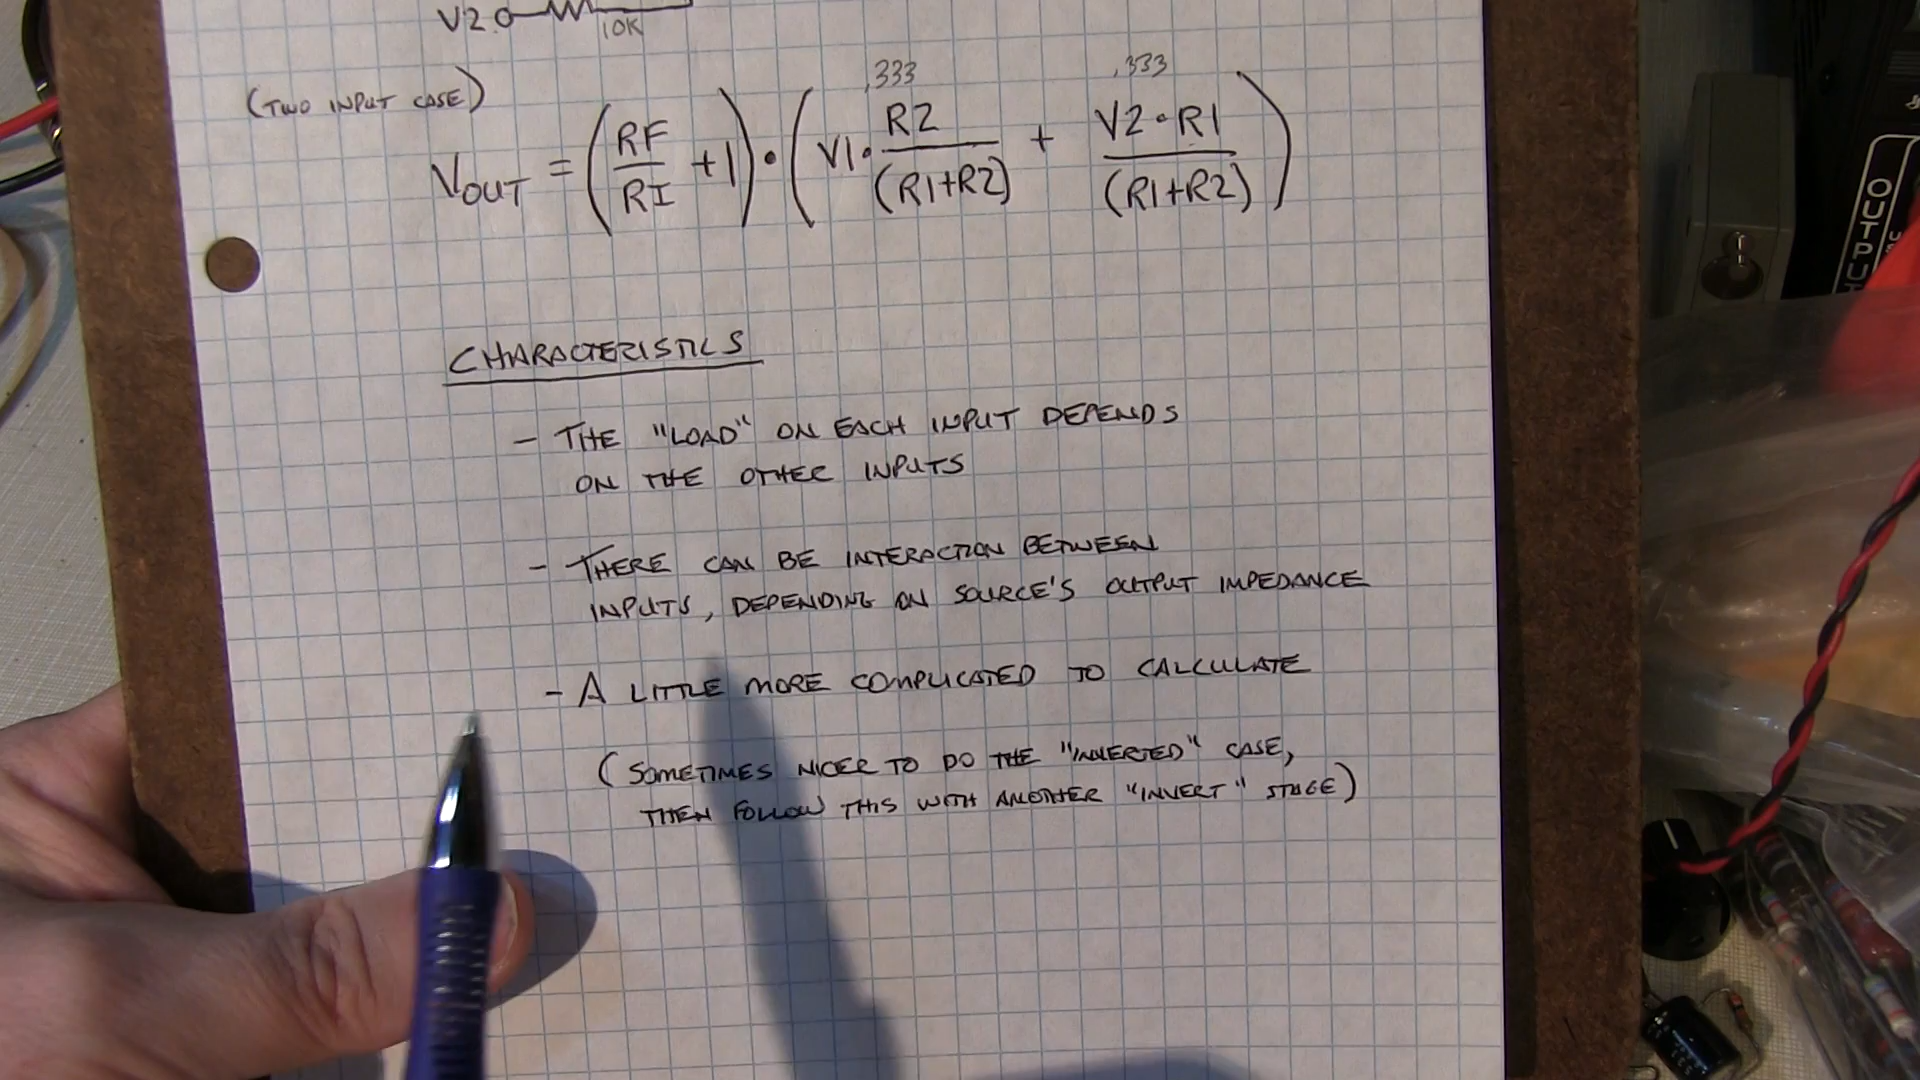 V2
10K
.333 .333
(TWO INPUT CASE)
VOUT = (RF/RI +1) • (V1 • R2/(R1+R2) + V2 • R1/(R1+R2))
CHARACTERISTICS
- THE "LOAD" ON EACH INPUT DEPENDS
ON THE OTHER INPUTS
- THERE CAN BE INTERACTION BETWEEN
INPUTS, DEPENDING ON SOURCE'S OUTPUT IMPEDANCE
- A LITTLE MORE COMPLICATED TO CALCULATE
(SOMETIMES NICER TO DO THE "INVERTED" CASE,
THEN FOLLOW THIS WITH ANOTHER "INVERT" STAGE)
OUTPUT